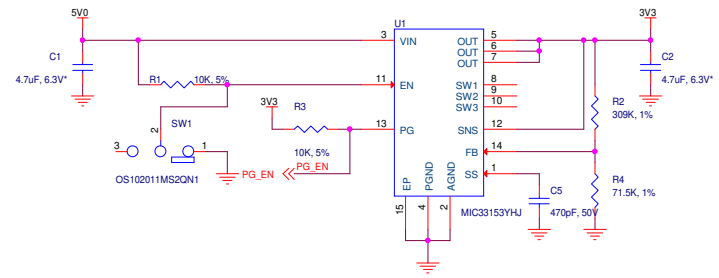 5V0
U1
3V3
3
VIN
OUT
5
C1
OUT
6
C2
OUT
7
4.7uF, 6.3V*
4.7uF, 6.3V*
R1
10K, 5%
11
EN
SW1
8
SW2
9
R2
3V3
R3
SW3
10
309K, 1%
2
SW1
13
PG
SNS
12
3
1
10K, 5%
FB
14
PG_EN
PG_EN
SS
1
R4
OS102011MS2QN1
C5
71.5K, 1%
EP
PGND
AGND
15
4
2
MIC33153YHJ
470pF, 50V